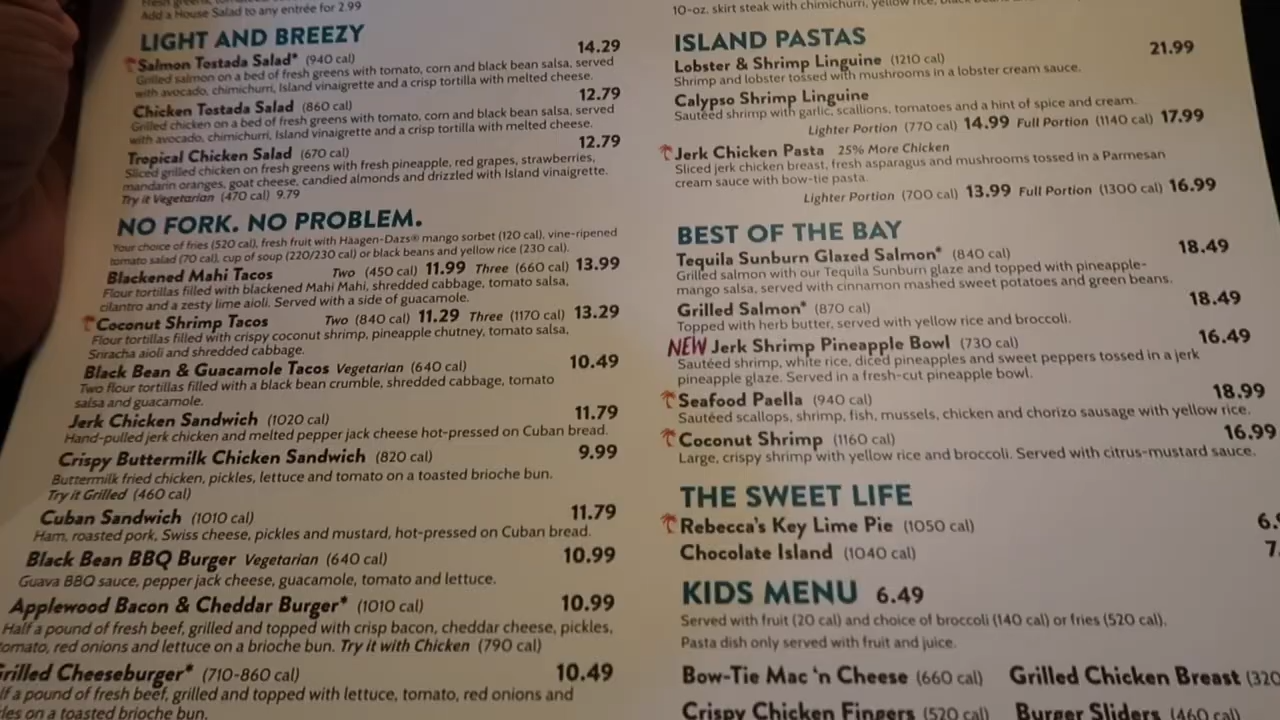 Add a House Salad to any entrée for 2.99
LIGHT AND BREEZY
Salmon Tostada Salad* (940 cal) 14.29
Grilled salmon on a bed of fresh greens with tomato, corn and black bean salsa, served
with avocado, chimichurri, Island vinaigrette and a crisp tortilla with melted cheese.
Chicken Tostada Salad (860 cal) 12.79
Grilled chicken on a bed of fresh greens with tomato, corn and black bean salsa, served
with avocado, chimichurri, Island vinaigrette and a crisp tortilla with melted cheese.
Tropical Chicken Salad (670 cal) 12.79
Sliced grilled chicken on fresh greens with fresh pineapple, red grapes, strawberries,
mandarin oranges, goat cheese, candied almonds and drizzled with Island vinaigrette.
Try it Vegetarian (470 cal) 9.79
NO FORK. NO PROBLEM.
Your choice of fries (520 cal), fresh fruit with Häagen-Dazs® mango sorbet (120 cal), vine-ripened
tomato salad (70 cal), cup of soup (220/230 cal) or black beans and yellow rice (230 cal).
Blackened Mahi Tacos Two (450 cal) 11.99 Three (660 cal) 13.99
Flour tortillas filled with blackened Mahi Mahi, shredded cabbage, tomato salsa,
cilantro and a zesty lime aioli. Served with a side of guacamole.
Coconut Shrimp Tacos Two (840 cal) 11.29 Three (1170 cal) 13.29
Flour tortillas filled with crispy coconut shrimp, pineapple chutney, tomato salsa,
Sriracha aioli and shredded cabbage.
Black Bean & Guacamole Tacos Vegetarian (640 cal) 10.49
Two flour tortillas filled with a black bean crumble, shredded cabbage, tomato
salsa and guacamole.
Jerk Chicken Sandwich (1020 cal) 11.79
Hand-pulled jerk chicken and melted pepper jack cheese hot-pressed on Cuban bread.
Crispy Buttermilk Chicken Sandwich (820 cal) 9.99
Buttermilk fried chicken, pickles, lettuce and tomato on a toasted brioche bun.
Try it Grilled (460 cal)
Cuban Sandwich (1010 cal) 11.79
Ham, roasted pork, Swiss cheese, pickles and mustard, hot-pressed on Cuban bread.
Black Bean BBQ Burger Vegetarian (640 cal) 10.99
Guava BBQ sauce, pepper jack cheese, guacamole, tomato and lettuce.
Applewood Bacon & Cheddar Burger* (1010 cal) 10.99
Half a pound of fresh beef, grilled and topped with crisp bacon, cheddar cheese, pickles,
tomato, red onions and lettuce on a brioche bun. Try it with Chicken (790 cal)
Grilled Cheeseburger* (710-860 cal) 10.49
lf a pound of fresh beef, grilled and topped with lettuce, tomato, red onions and
les on a toasted brioche bun.
10-oz. skirt steak with chimichurri, yellow rice, black
ISLAND PASTAS
Lobster & Shrimp Linguine (1210 cal) 21.99
Shrimp and lobster tossed with mushrooms in a lobster cream sauce.
Calypso Shrimp Linguine
Sautéed shrimp with garlic, scallions, tomatoes and a hint of spice and cream.
Lighter Portion (770 cal) 14.99 Full Portion (1140 cal) 17.99
Jerk Chicken Pasta 25% More Chicken
Sliced jerk chicken breast, fresh asparagus and mushrooms tossed in a Parmesan
cream sauce with bow-tie pasta.
Lighter Portion (700 cal) 13.99 Full Portion (1300 cal) 16.99
BEST OF THE BAY
Tequila Sunburn Glazed Salmon* (840 cal) 18.49
Grilled salmon with our Tequila Sunburn glaze and topped with pineapple-
mango salsa, served with cinnamon mashed sweet potatoes and green beans.
Grilled Salmon* (870 cal) 18.49
Topped with herb butter, served with yellow rice and broccoli.
NEW Jerk Shrimp Pineapple Bowl (730 cal) 16.49
Sautéed shrimp, white rice, diced pineapples and sweet peppers tossed in a jerk
pineapple glaze. Served in a fresh-cut pineapple bowl.
Seafood Paella (940 cal) 18.99
Sautéed scallops, shrimp, fish, mussels, chicken and chorizo sausage with yellow rice.
Coconut Shrimp (1160 cal) 16.99
Large, crispy shrimp with yellow rice and broccoli. Served with citrus-mustard sauce.
THE SWEET LIFE
Rebecca's Key Lime Pie (1050 cal) 6.
Chocolate Island (1040 cal) 7.
KIDS MENU 6.49
Served with fruit (20 cal) and choice of broccoli (140 cal) or fries (520 cal).
Pasta dish only served with fruit and juice.
Bow-Tie Mac 'n Cheese (660 cal) Grilled Chicken Breast (320
Crispy Chicken Fingers (520 cal) Burger Sliders (460 cal)